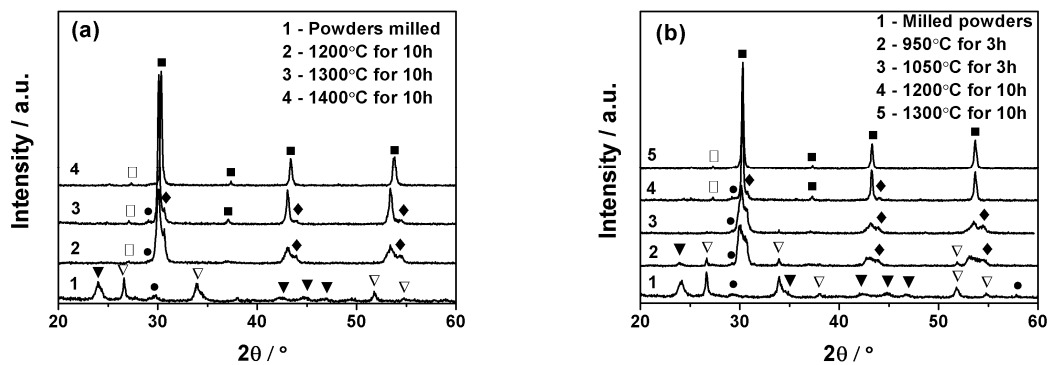 (a)
1 - Powders milled
2 - 1200°C for 10h
3 - 1300°C for 10h
4 - 1400°C for 10h
Intensity / a.u.
4
3
2
1
20 30 40 50 60
2θ / °
(b)
1 - Milled powders
2 - 950°C for 3h
3 - 1050°C for 3h
4 - 1200°C for 10h
5 - 1300°C for 10h
Intensity / a.u.
5
4
3
2
1
20 30 40 50 60
2θ / °